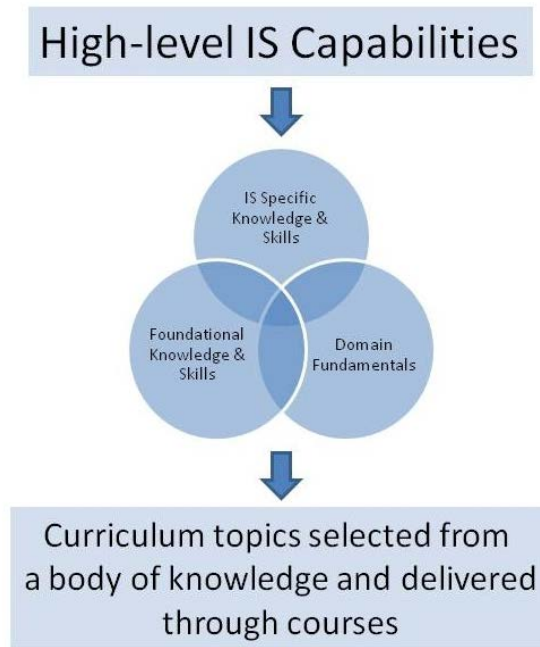 High-level IS Capabilities
IS Specific
Knowledge &
Skills
Foundational
Knowledge &
Skills
Domain
Fundamentals
Curriculum topics selected from
a body of knowledge and delivered
through courses